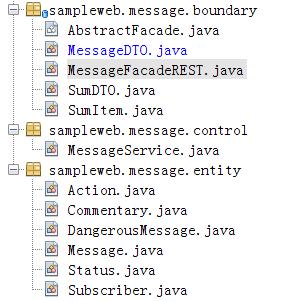 sampleweb.message.boundary
AbstractFacade.java
MessageDTO.java
MessageFacadeREST.java
SumDTO.java
SumItem.java
sampleweb.message.control
MessageService.java
sampleweb.message.entity
Action.java
Commentary.java
DangerousMessage.java
Message.java
Status.java
Subscriber.java